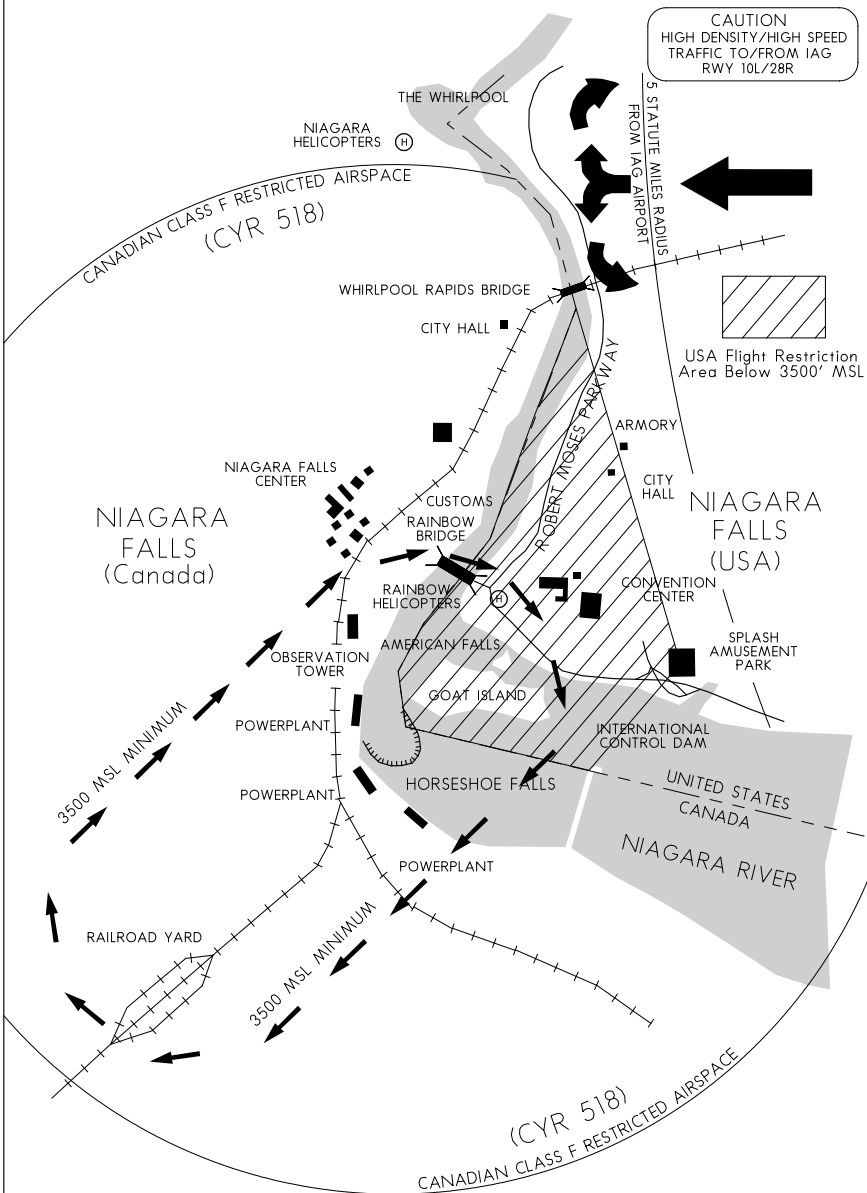 CAUTION
HIGH DENSITY/HIGH SPEED
TRAFFIC TO/FROM IAG
RWY 10L/28R
THE WHIRLPOOL
NIAGARA
HELICOPTERS
H
5 STATUTE MILES RADIUS
FROM IAG AIRPORT
CANADIAN CLASS F RESTRICTED AIRSPACE
(CYR 518)
WHIRLPOOL RAPIDS BRIDGE
CITY HALL
USA Flight Restriction
Area Below 3500' MSL
ROBERT MOSES PARKWAY
ARMORY
CITY
HALL
NIAGARA FALLS
CENTER
CUSTOMS
RAINBOW
BRIDGE
NIAGARA
FALLS
(Canada)
NIAGARA
FALLS
(USA)
RAINBOW
HELICOPTERS
H
CONVENTION
CENTER
AMERICAN FALLS
OBSERVATION
TOWER
SPLASH
AMUSEMENT
PARK
GOAT ISLAND
POWERPLANT
INTERNATIONAL
CONTROL DAM
3500 MSL MINIMUM
HORSESHOE FALLS
POWERPLANT
UNITED STATES
CANADA
NIAGARA RIVER
POWERPLANT
RAILROAD YARD
3500 MSL MINIMUM
(CYR 518)
CANADIAN CLASS F RESTRICTED AIRSPACE